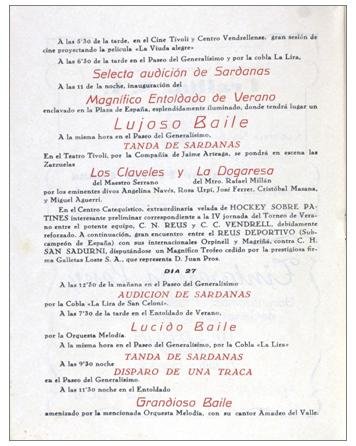 A las 5'30 de la tarde, en el Cine Tívoli y Centro Vendrellense, gran sesión de
cine proyectando la película «La Viuda alegre»
A las 6'30 de la tarde en el Paseo del Generalísimo y por la cobla La Lira,
Selecta audición de Sardanas
A las 11 de la noche, inauguración del
Magnífico Entoldado de Verano
enclavado en la Plaza de España, esplendidamente iluminado, donde tendrá lugar un
Lujoso Baile
A la misma hora en el Paseo del Generalísimo,
TANDA DE SARDANAS
En el Teatro Tívoli, por la Compañía de Jaime Arteaga, se pondrá en escena las
Zarzuelas
Los Claveles y La Dogaresa
del Maestro Serrano del Mtro. Rafael Millán
por los eminentes divos Angelina Navés, Rosa Urpí, José Ferrer, Cristóbal Masana,
y Miguel Aguerri.
En el Centro Catequístico, extraordinaria velada de HOCKEY SOBRE PA-
TINES interesante preliminar correspondiente a la IV jornada del Torneo de Vera-
no entre el potente equipo, C. N. REUS y C. C. VENDRELL, debidamente
reforzado. A continuación, gran encuentro entre el REUS DEPORTIVO (Sub-
campeón de España) con sus internacionales Orpinell y Magriñá, contra C. H.
SAN SADURNI, disputándose un Magnífico Trofeo cedido por la prestigiosa fir-
ma Galletas Loste S. A., que representa D. Juan Pros.
DIA 27
A las 12'30 de la mañana en el Paseo del Generalísimo
AUDICION DE SARDANAS
por la Cobla «La Lira de San Celoni».
A las 7'30 de la tarde en el Entoldado de Verano,
Lucido Baile
por la Orquesta Melodía.
A la misma hora en el Paseo del Generalísimo, por la Cobla «La Lira»
TANDA DE SARDANAS
A las 9'30 noche
DISPARO DE UNA TRACA
en el Paseo del Generalísimo.
A las 11'30 noche en el Entoldado
Grandioso Baile
amenizado por la mencionada Orquesta Melodía, con su cantor Amadeo del Valle.